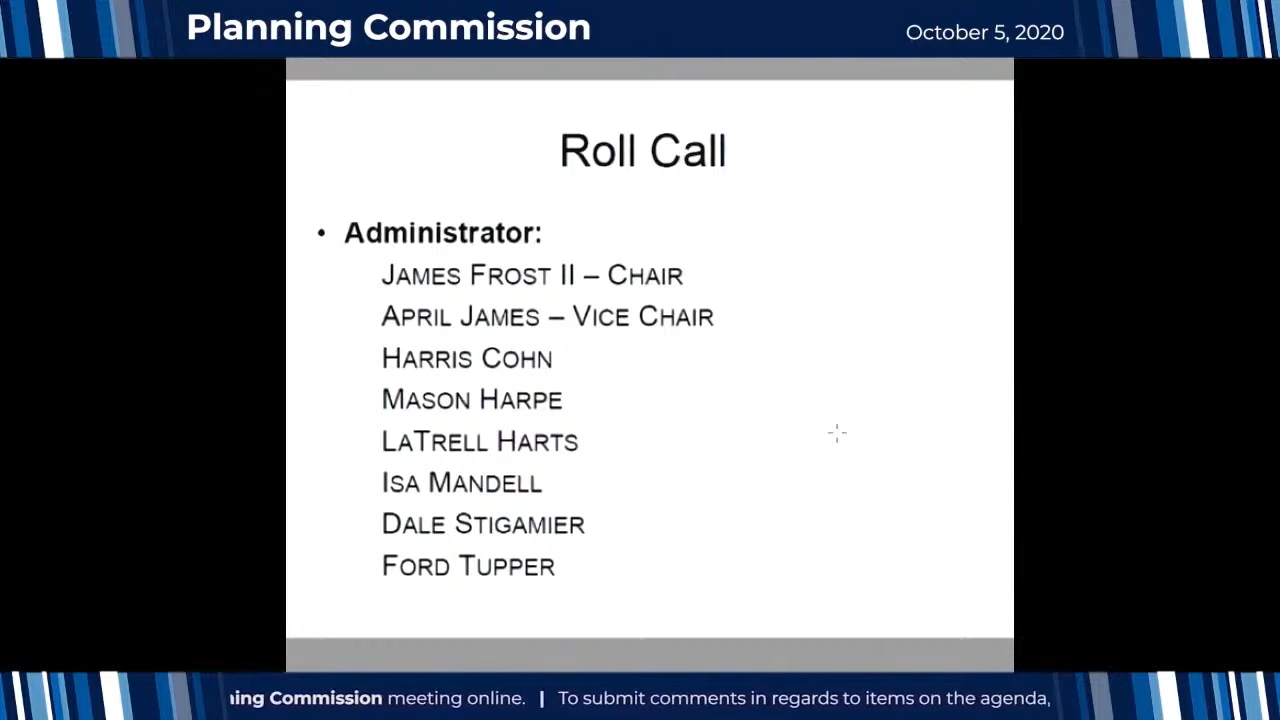 Planning Commission
October 5, 2020
Roll Call
• Administrator:
JAMES FROST II – CHAIR
APRIL JAMES – VICE CHAIR
HARRIS COHN
MASON HARPE
LATRELL HARTS
ISA MANDELL
DALE STIGAMIER
FORD TUPPER
ning Commission meeting online. | To submit comments in regards to items on the agenda,